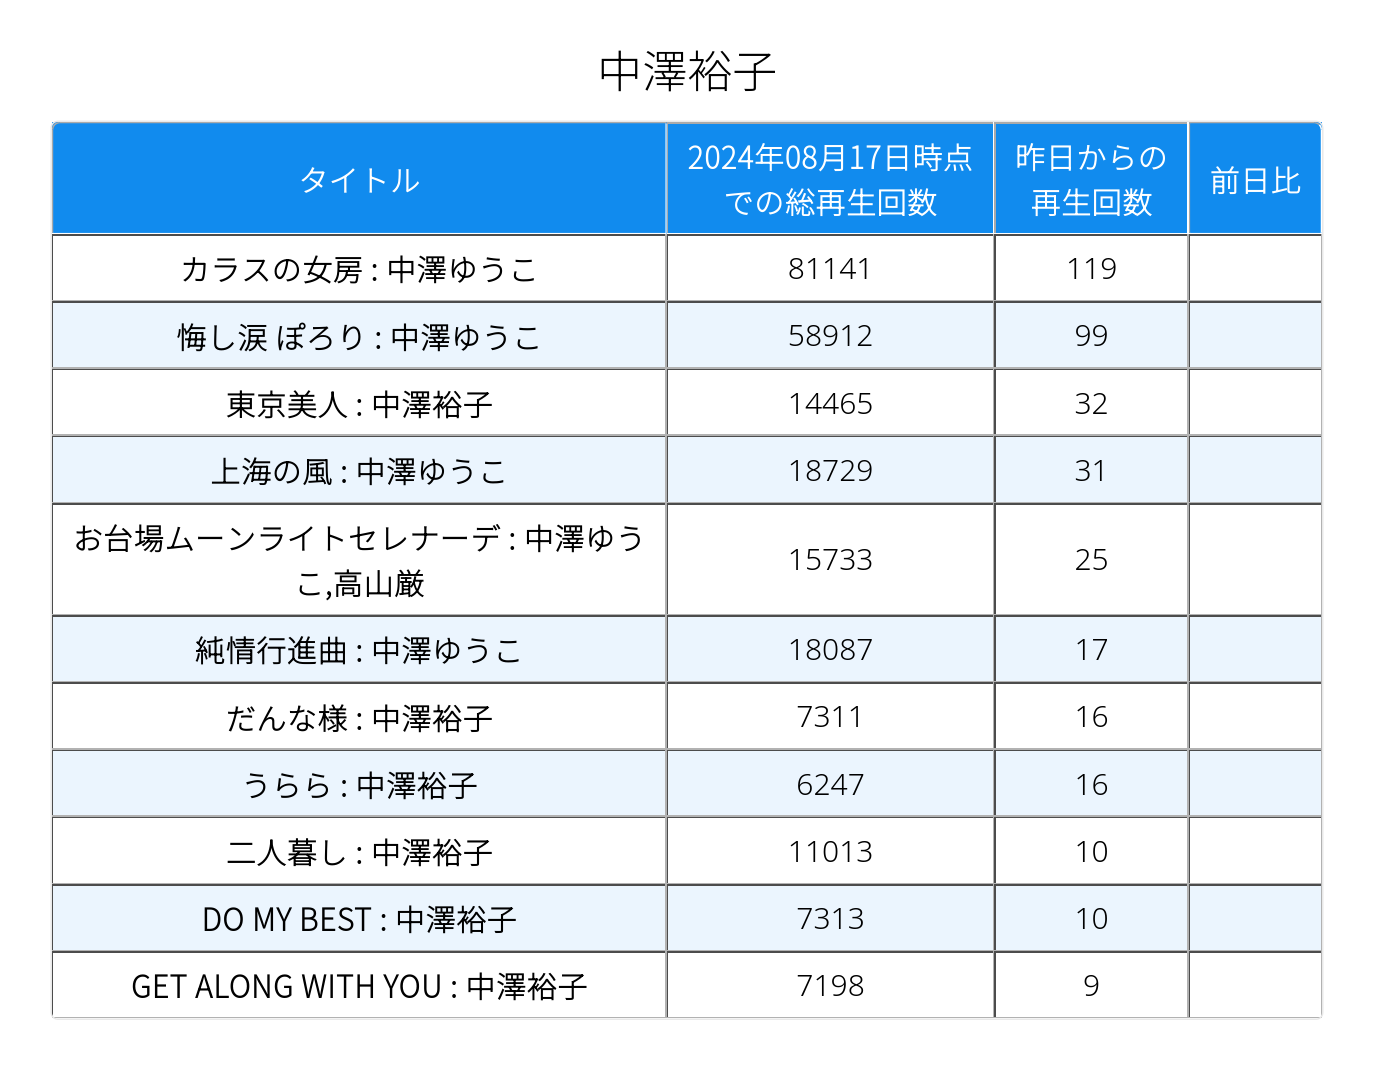 中澤裕子
タイトル
2024年08月17日時点
での総再生回数
昨日からの
再生回数
前日比
カラスの女房 : 中澤ゆうこ
81141
119
悔し涙 ぽろり : 中澤ゆうこ
58912
99
東京美人 : 中澤裕子
14465
32
上海の風 : 中澤ゆうこ
18729
31
お台場ムーンライトセレナーデ : 中澤ゆう
こ,高山厳
15733
25
純情行進曲 : 中澤ゆうこ
18087
17
だんな様 : 中澤裕子
7311
16
うらら : 中澤裕子
6247
16
二人暮し : 中澤裕子
11013
10
DO MY BEST : 中澤裕子
7313
10
GET ALONG WITH YOU : 中澤裕子
7198
9